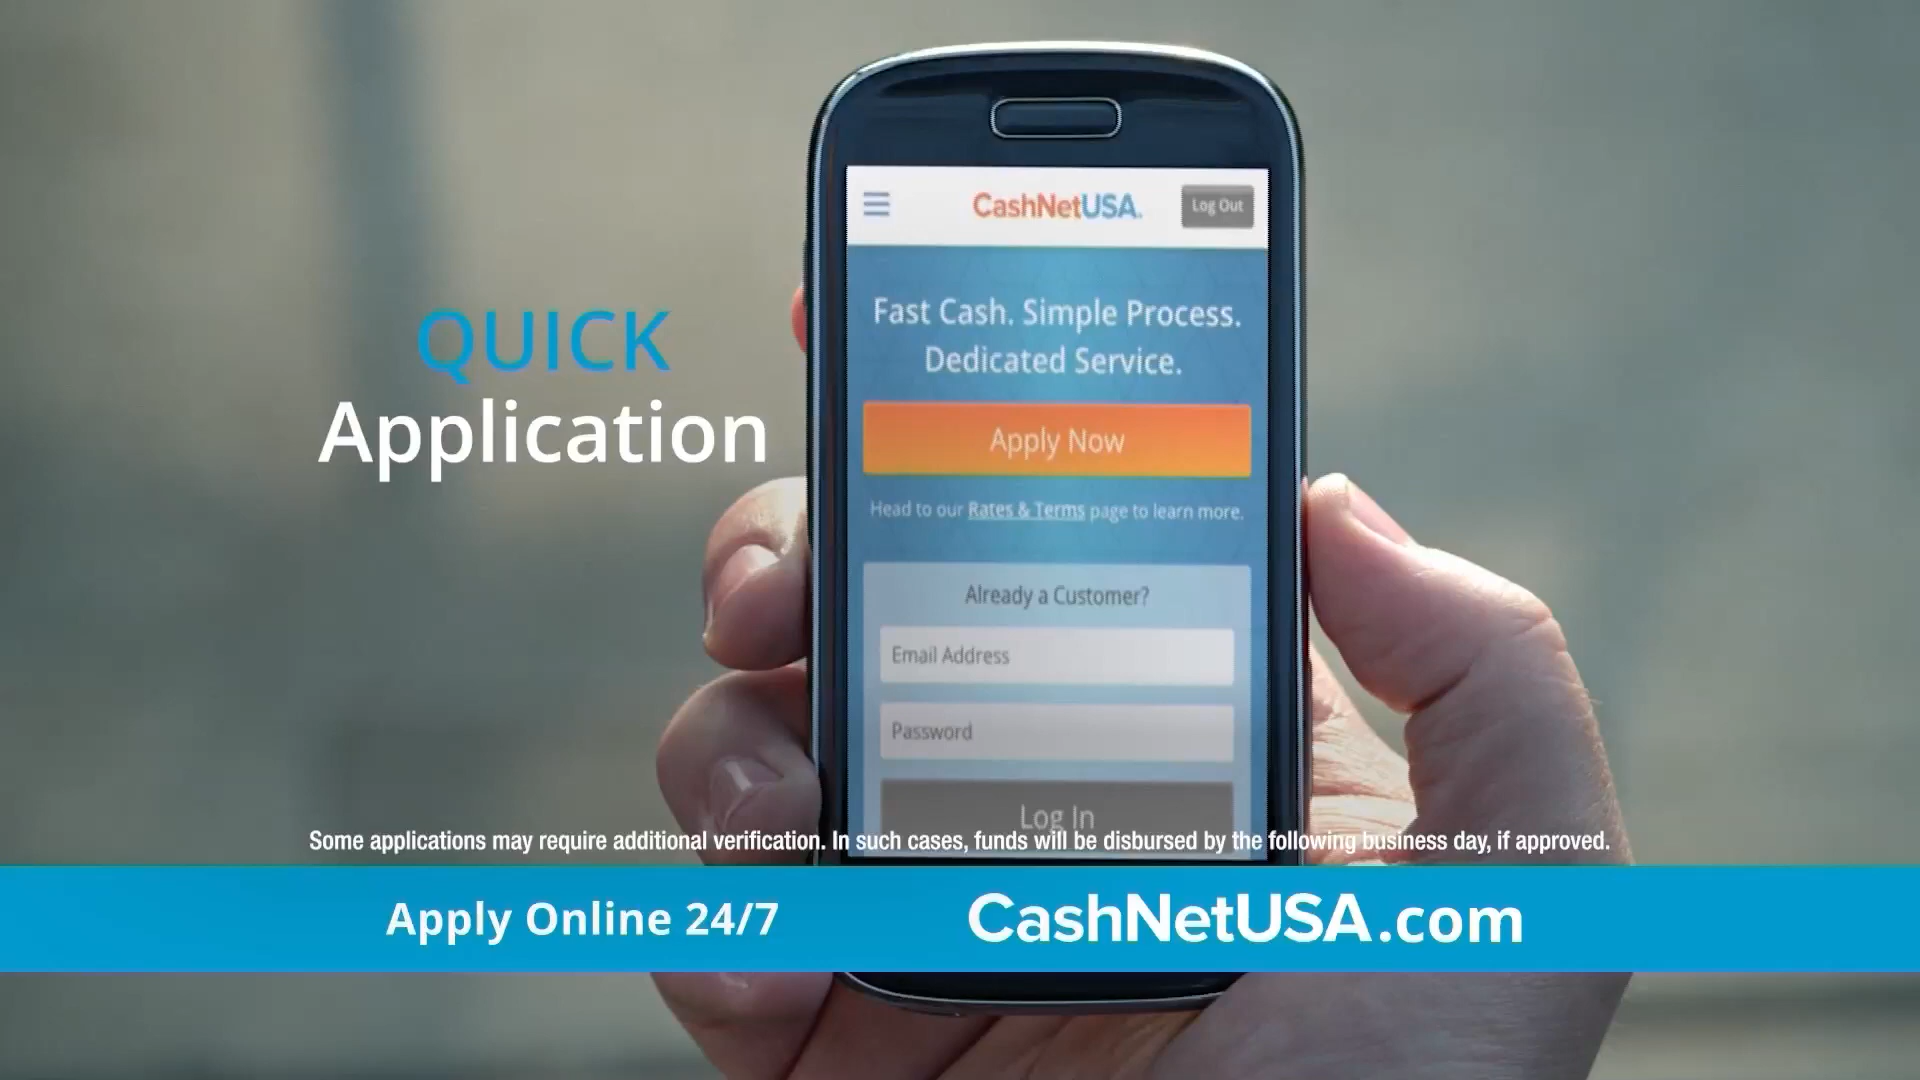 QUICK
Application
CashNetUSA.
Log Out
Fast Cash. Simple Process.
Dedicated Service.
Apply Now
Head to our Rates & Terms page to learn more.
Already a Customer?
Email Address
Password
Log In
Some applications may require additional verification. In such cases, funds will be disbursed by the following business day, if approved.
Apply Online 24/7
CashNetUSA.com